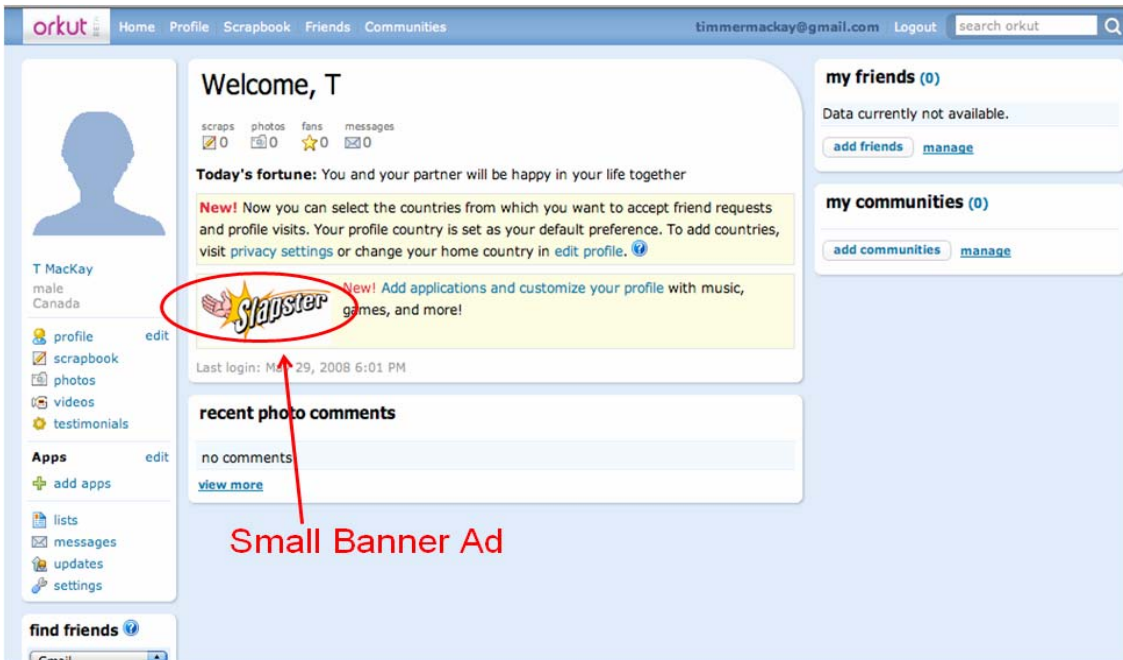 orkut Home Profile Scrapbook Friends Communities timmermackay@gmail.com Logout search orkut
T MacKay
male
Canada
profile edit
scrapbook
photos
videos
testimonials
Apps edit
add apps
lists
messages
updates
settings
find friends
Gmail
Welcome, T
scraps photos fans messages
0 0 0 0
Today's fortune: You and your partner will be happy in your life together
New! Now you can select the countries from which you want to accept friend requests
and profile visits. Your profile country is set as your default preference. To add countries,
visit privacy settings or change your home country in edit profile.
Slapster
New! Add applications and customize your profile with music,
games, and more!
Last login: 29, 2008 6:01 PM
recent photo comments
no comments
view more
Small Banner Ad
my friends (0)
Data currently not available.
add friends manage
my communities (0)
add communities manage